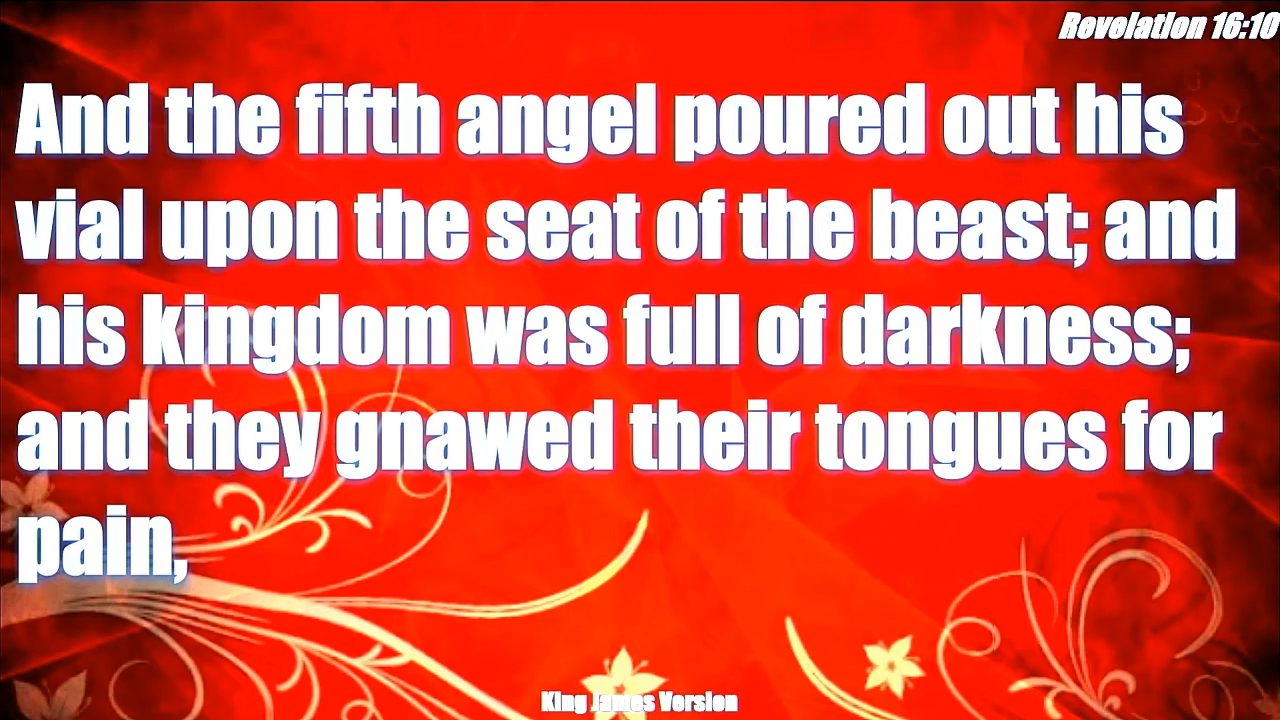 Revelation 16:10
And the fifth angel poured out his
vial upon the seat of the beast; and
his kingdom was full of darkness;
and they gnawed their tongues for
pain,
King James Version